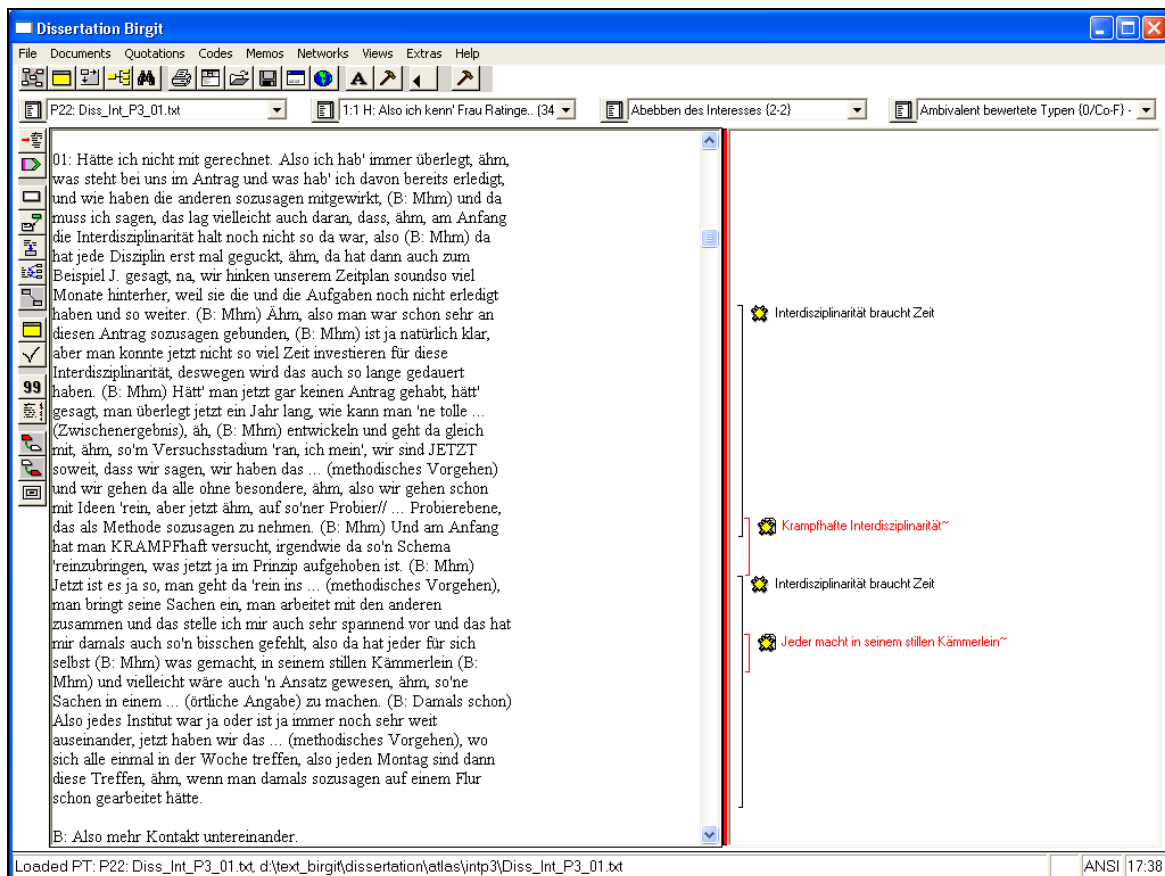 Dissertation Birgit
File Documents Quotations Codes Memos Networks Views Extras Help
P22: Diss_Int_P3_01.txt
1:1 H: Also ich kenn' Frau Ratinge.. (34
Abebben des Interesses {2-2}
Ambivalent bewertete Typen {0/Co-F} -
01: Hätte ich nicht mit gerechnet. Also ich hab' immer überlegt, ähm,
was steht bei uns im Antrag und was hab' ich davon bereits erledigt,
und wie haben die anderen sozusagen mitgewirkt, (B: Mhm) und da
muss ich sagen, das lag vielleicht auch daran, dass, ähm, am Anfang
die Interdisziplinarität halt noch nicht so da war, also (B: Mhm) da
hat jede Disziplin erst mal geguckt, ähm, da hat dann auch zum
Beispiel J. gesagt, na, wir hinken unserem Zeitplan soundso viel
Monate hinterher, weil sie die und die Aufgaben noch nicht erledigt
haben und so weiter. (B: Mhm) Ähm, also man war schon sehr an
diesen Antrag sozusagen gebunden, (B: Mhm) ist ja natürlich klar,
aber man konnte jetzt nicht so viel Zeit investieren für diese
Interdisziplinarität, deswegen wird das auch so lange gedauert
haben. (B: Mhm) Hätt' man jetzt gar keinen Antrag gehabt, hätt'
gesagt, man überlegt jetzt ein Jahr lang, wie kann man 'ne tolle ...
(Zwischenergebnis), äh, (B: Mhm) entwickeln und geht da gleich
mit, ähm, so'm Versuchsstadium 'ran, ich mein', wir sind JETZT
soweit, dass wir sagen, wir haben das ... (methodisches Vorgehen)
und wir gehen da alle ohne besondere, ähm, also wir gehen schon
mit Ideen 'rein, aber jetzt ähm, auf so'ner Probier// ... Probierebene,
das als Methode sozusagen zu nehmen. (B: Mhm) Und am Anfang
hat man KRAMPFhaft versucht, irgendwie da so'n Schema
'reinzubringen, was jetzt ja im Prinzip aufgehoben ist. (B: Mhm)
Jetzt ist es ja so, man geht da 'rein ins ... (methodisches Vorgehen),
man bringt seine Sachen ein, man arbeitet mit den anderen
zusammen und das stelle ich mir auch sehr spannend vor und das hat
mir damals auch so'n bisschen gefehlt, also da hat jeder für sich
selbst (B: Mhm) was gemacht, in seinem stillen Kämmerlein (B:
Mhm) und vielleicht wäre auch 'n Ansatz gewesen, ähm, so'ne
Sachen in einem ... (örtliche Angabe) zu machen. (B: Damals schon)
Also jedes Institut war ja oder ist ja immer noch sehr weit
auseinander, jetzt haben wir das ... (methodisches Vorgehen), wo
sich alle einmal in der Woche treffen, also jeden Montag sind dann
diese Treffen, ähm, wenn man damals sozusagen auf einem Flur
schon gearbeitet hätte.
B: Also mehr Kontakt untereinander.
Interdisziplinarität braucht Zeit
Krampfhafte Interdisziplinarität~
Interdisziplinarität braucht Zeit
Jeder macht in seinem stillen Kämmerlein~
99
A
Loaded PT: P22: Diss_Int_P3_01.txt, d:\text_birgit\dissertation\atlas\intp3\Diss_Int_P3_01.txt
ANSI 17:38